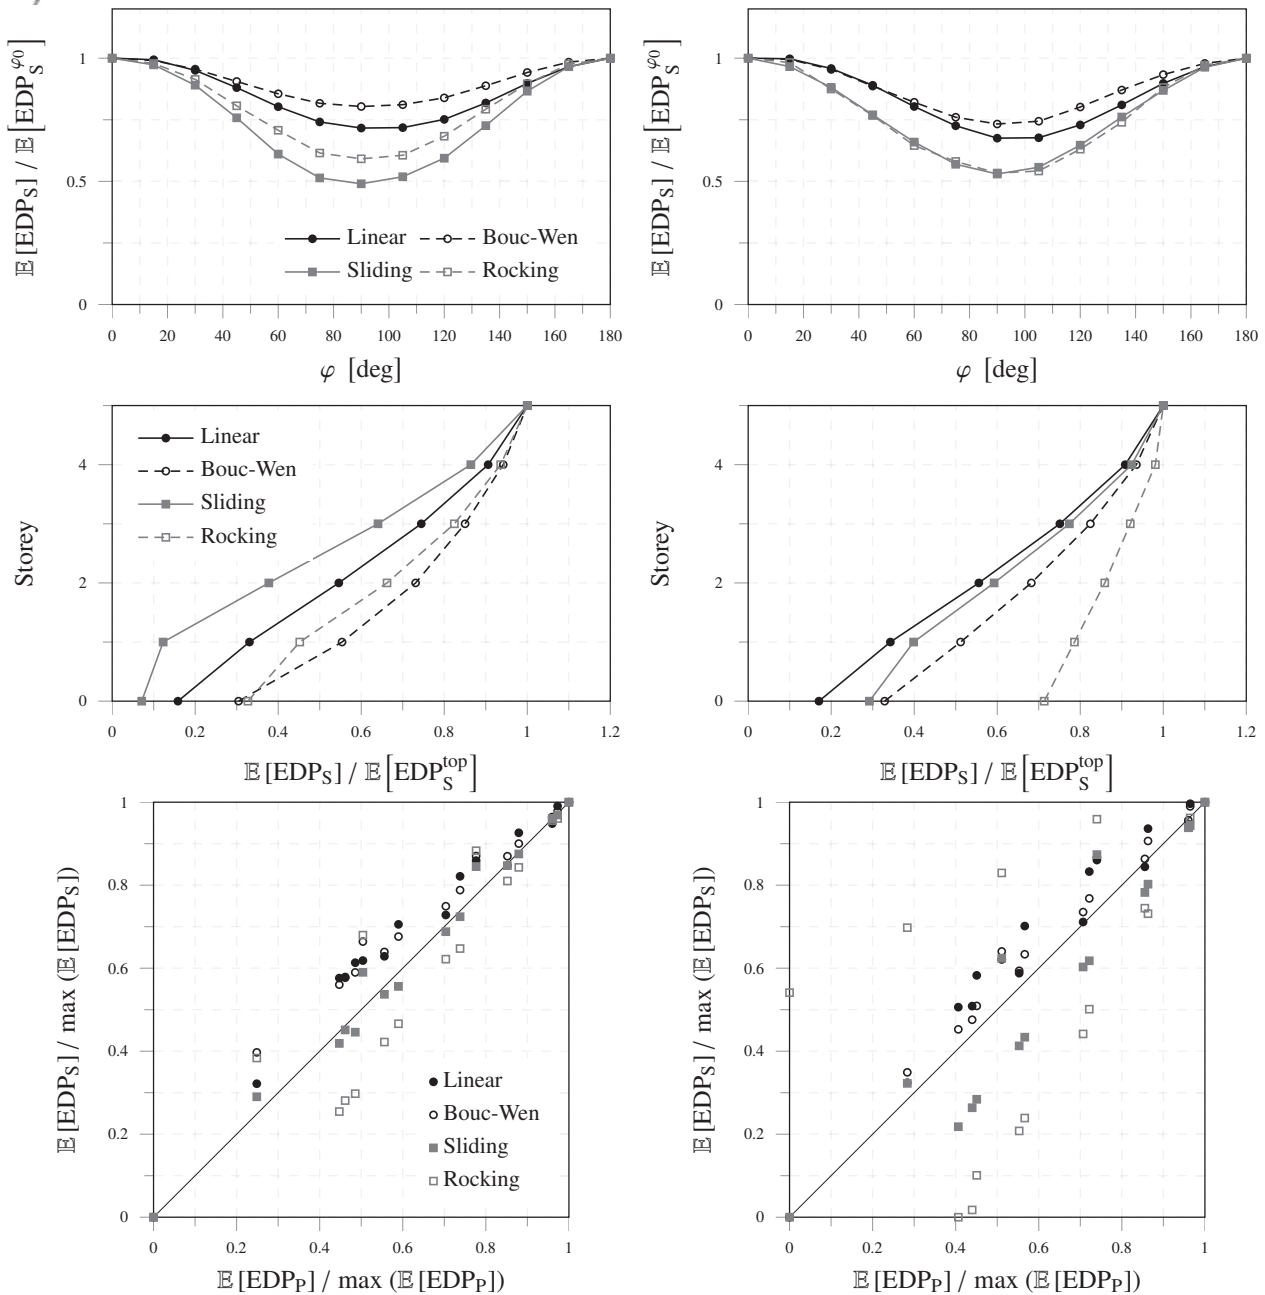 𝔼 [EDP_S] / 𝔼 [EDP_S^φ0]
1
0.5
0
0 20 40 60 80 100 120 140 160 180
φ [deg]
Linear Bouc-Wen
Sliding Rocking
𝔼 [EDP_S] / 𝔼 [EDP_S^φ0]
1
0.5
0
0 20 40 60 80 100 120 140 160 180
φ [deg]
Storey
4
2
0
0 0.2 0.4 0.6 0.8 1 1.2
𝔼 [EDP_S] / 𝔼 [EDP_S^top]
Linear
Bouc-Wen
Sliding
Rocking
Storey
4
2
0
0 0.2 0.4 0.6 0.8 1 1.2
𝔼 [EDP_S] / 𝔼 [EDP_S^top]
𝔼 [EDP_S] / max (𝔼 [EDP_S])
1
0.8
0.6
0.4
0.2
0
0 0.2 0.4 0.6 0.8 1
𝔼 [EDP_P] / max (𝔼 [EDP_P])
Linear
Bouc-Wen
Sliding
Rocking
𝔼 [EDP_S] / max (𝔼 [EDP_S])
1
0.8
0.6
0.4
0.2
0
0 0.2 0.4 0.6 0.8 1
𝔼 [EDP_P] / max (𝔼 [EDP_P])